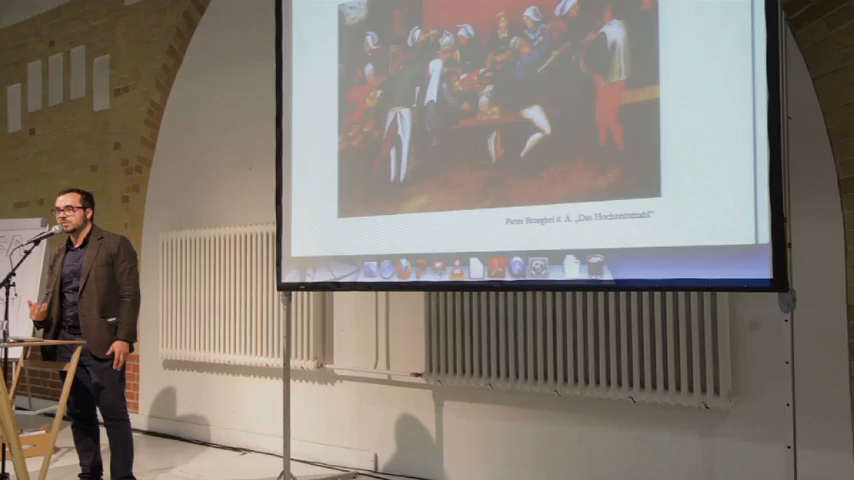 Pieter Brueghel d. Ä. „Das Hochzeitsmahl"